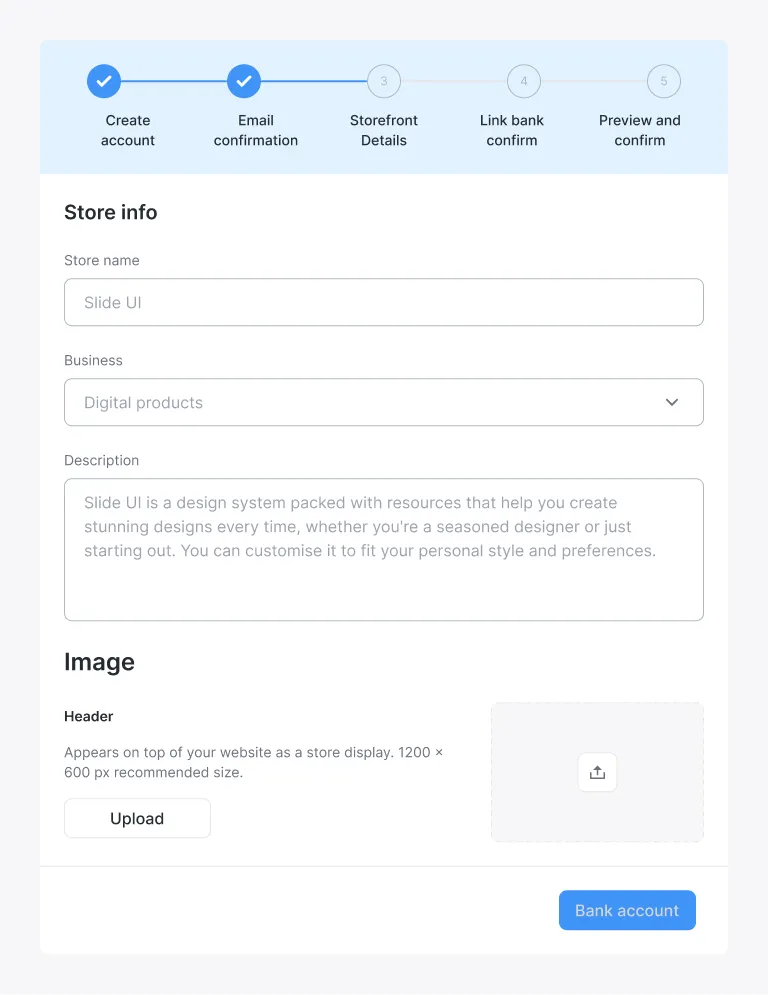 3
4
5
Create
account
Email
confirmation
Storefront
Details
Link bank
confirm
Preview and
confirm
Store info
Store name
Slide UI
Business
Digital products
Description
Slide UI is a design system packed with resources that help you create
stunning designs every time, whether you're a seasoned designer or just
starting out. You can customise it to fit your personal style and preferences.
Image
Header
Appears on top of your website as a store display. 1200 ×
600 px recommended size.
Upload
Bank account